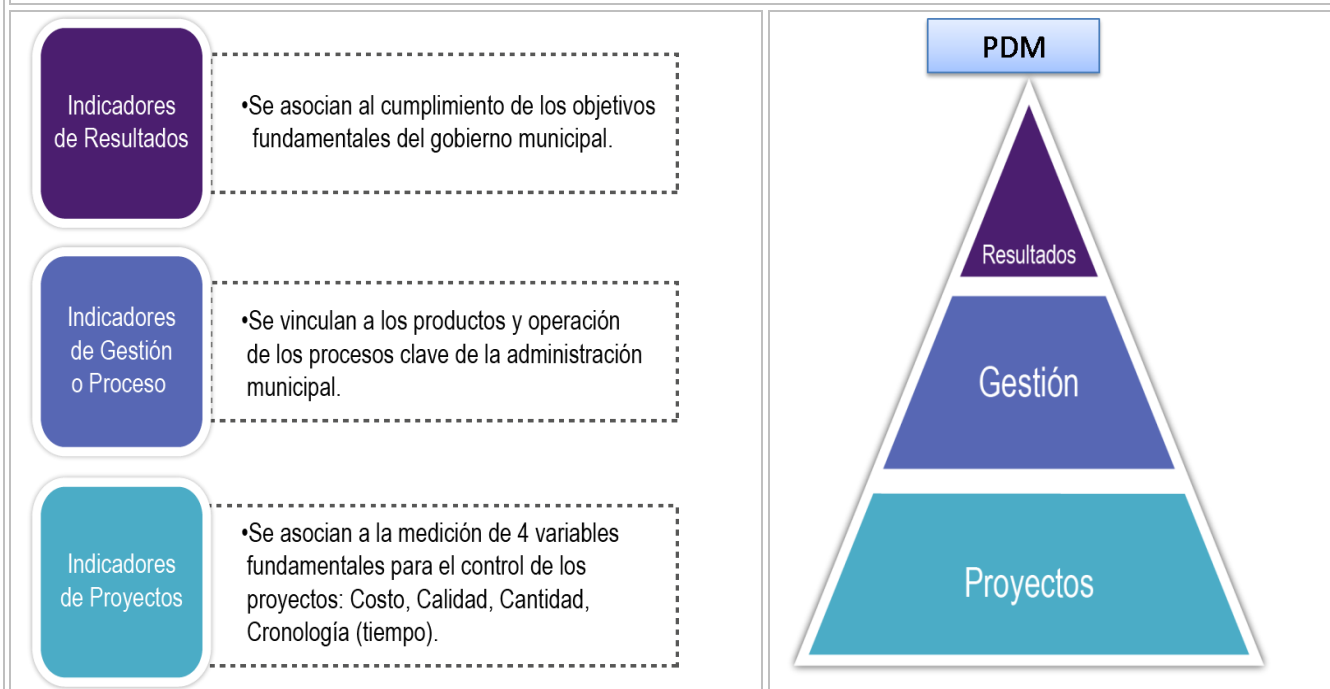 Indicadores
de Resultados
•Se asocian al cumplimiento de los objetivos
fundamentales del gobierno municipal.
Indicadores
de Gestión
o Proceso
•Se vinculan a los productos y operación
de los procesos clave de la administración
municipal.
Indicadores
de Proyectos
•Se asocian a la medición de 4 variables
fundamentales para el control de los
proyectos: Costo, Calidad, Cantidad,
Cronología (tiempo).
PDM
Resultados
Gestión
Proyectos